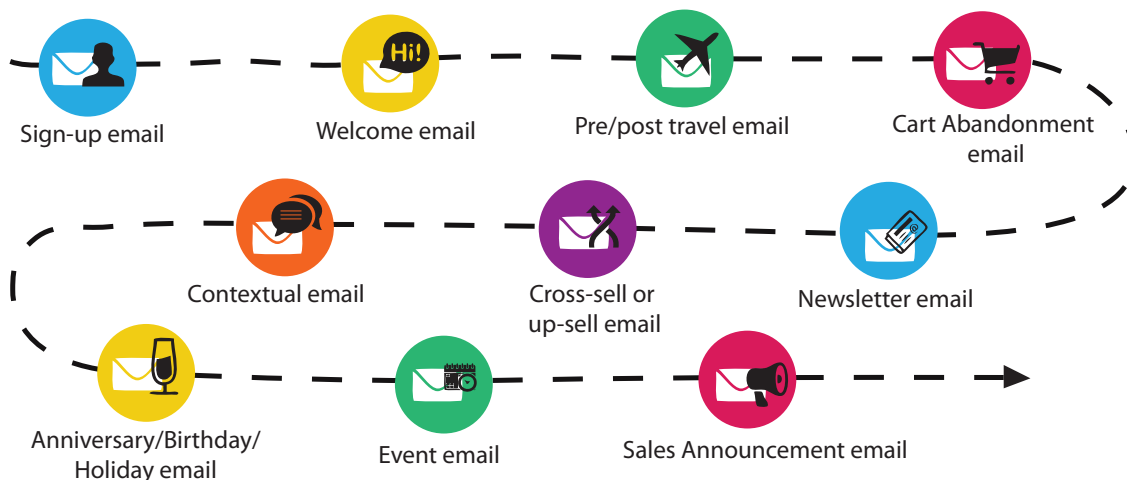 Hi!
Sign-up email
Welcome email
Pre/post travel email
Cart Abandonment
email
Newsletter email
Cross-sell or
up-sell email
Contextual email
Anniversary/Birthday/
Holiday email
Event email
Sales Announcement email